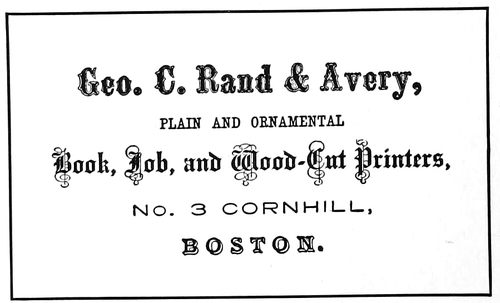 Geo. C. Rand & Avery,
PLAIN AND ORNAMENTAL
Book, Job, and Wood-Cut Printers,
No. 3 CORNHILL,
BOSTON.